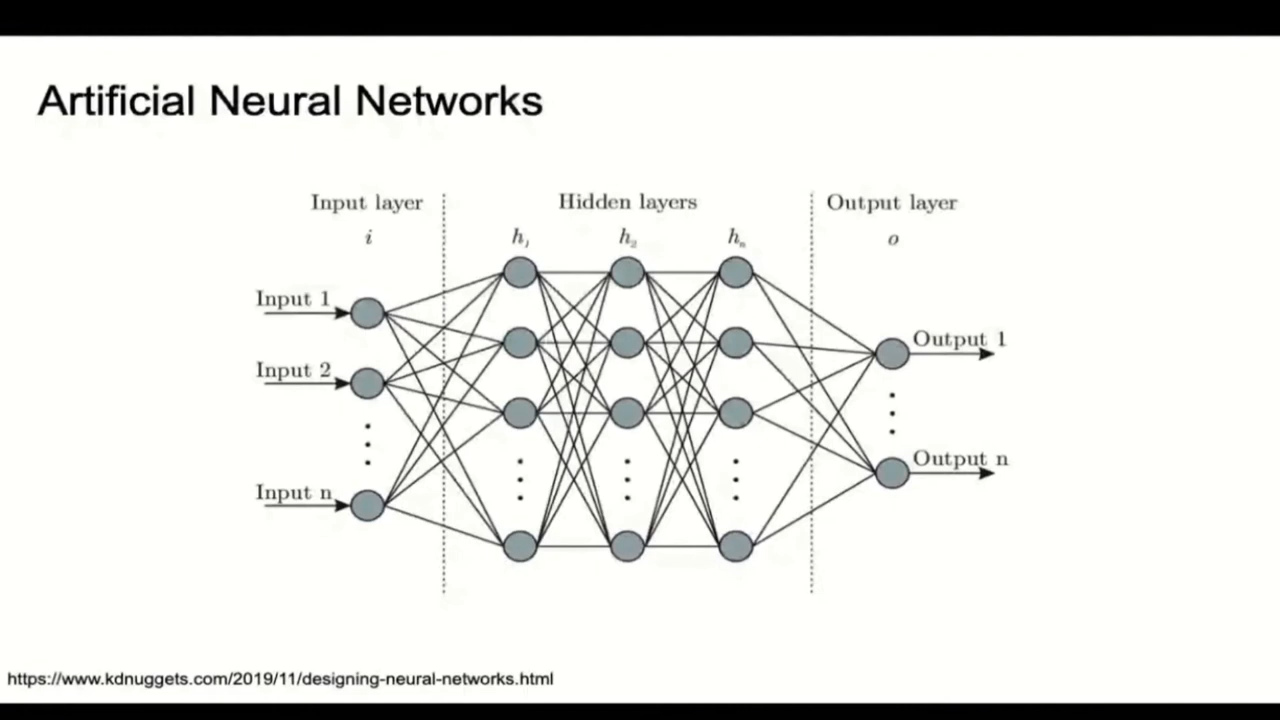 Artificial Neural Networks
Input layer Hidden layers Output layer
i h₁ h₂ hₙ o
Input 1
Input 2
Input n
Output 1
Output n
https://www.kdnuggets.com/2019/11/designing-neural-networks.html